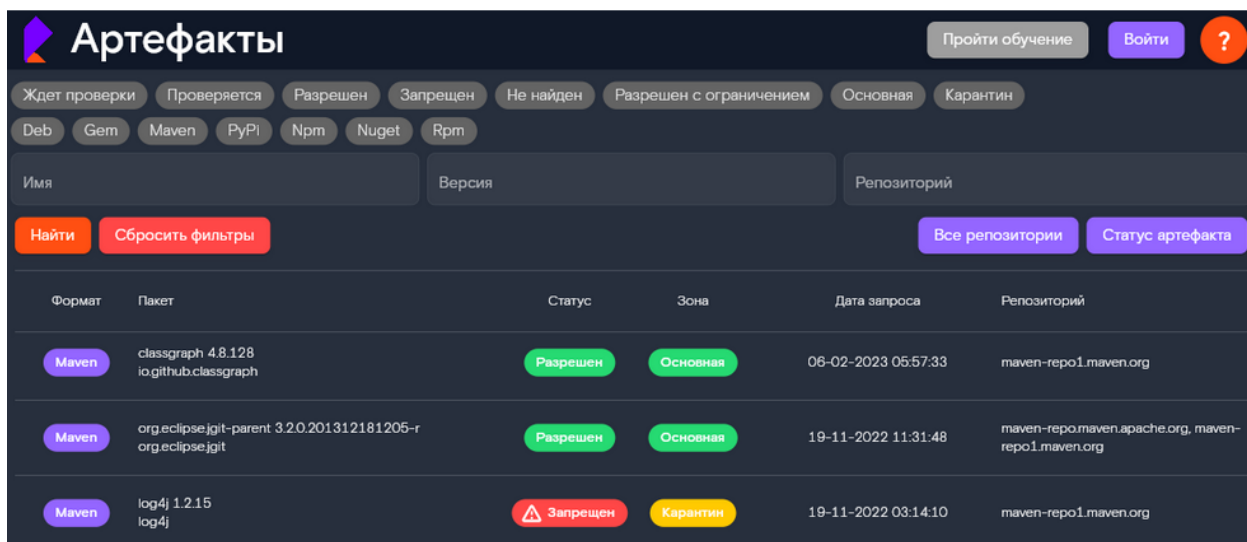 Артефакты
Пройти обучение
Войти
?
Ждет проверки Проверяется Разрешен Запрещен Не найден Разрешен с ограничением Основная Карантин
Deb Gem Maven PyPI Npm Nuget Rpm
Имя Версия Репозиторий
Найти Сбросить фильтры Все репозитории Статус артефакта
Формат Пакет Статус Зона Дата запроса Репозиторий
Maven classgraph 4.8.128 Разрешен Основная 06-02-2023 05:57:33 maven-repo1.maven.org
io.github.classgraph
Maven org.eclipse.jgit-parent 3.2.0.201312181205-r Разрешен Основная 19-11-2022 11:31:48 maven-repo.maven.apache.org, maven-
org.eclipse.jgit repo1.maven.org
Maven log4j 1.2.15 Запрещен Карантин 19-11-2022 03:14:10 maven-repo1.maven.org
log4j